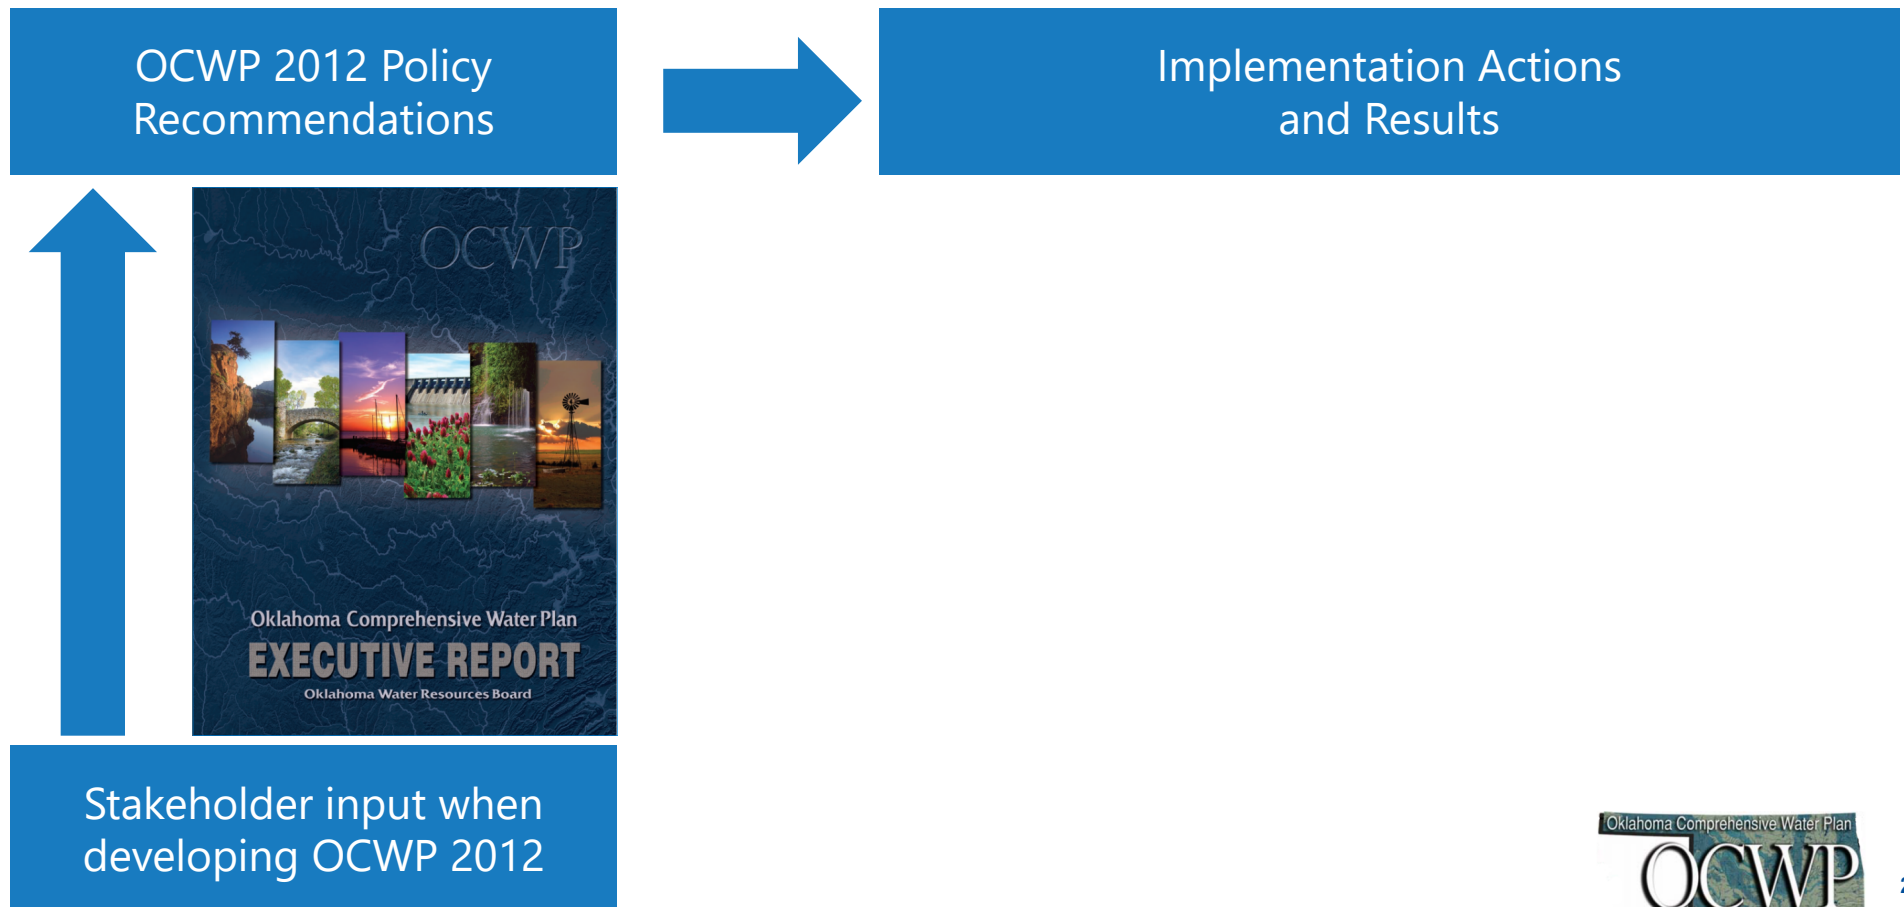 OCWP 2012 Policy
Recommendations
Implementation Actions
and Results
OCWP
Oklahoma Comprehensive Water Plan
EXECUTIVE REPORT
Oklahoma Water Resources Board
Stakeholder input when
developing OCWP 2012
Oklahoma Comprehensive Water Plan
OCWP